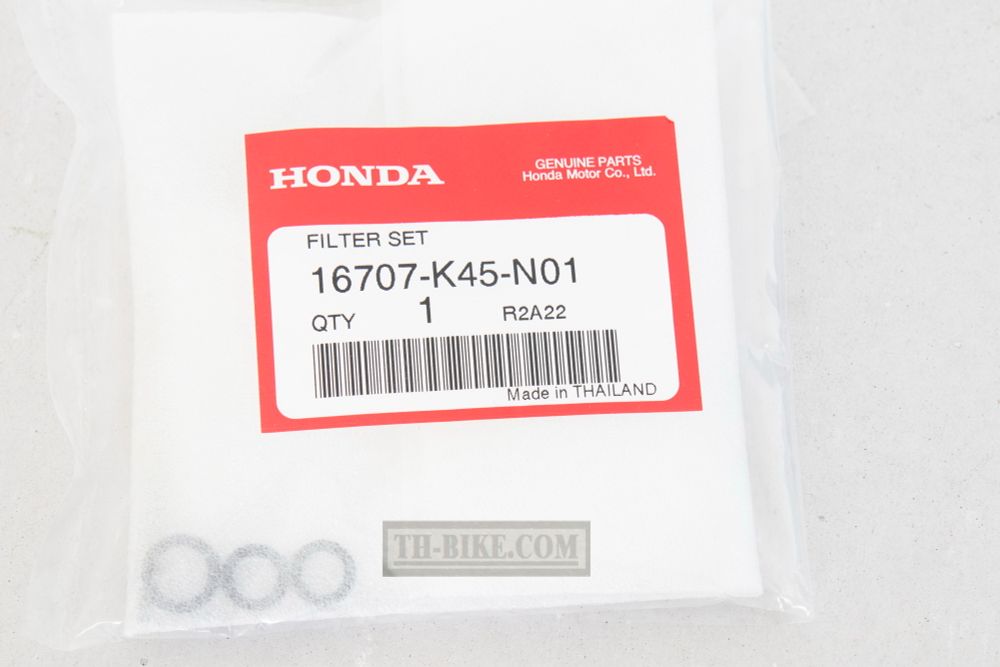 HONDA
GENUINE PARTS
Honda Motor Co., Ltd.
FILTER SET
16707-K45-N01
QTY 1 R2A22
Made in THAILAND
TH-BIKE.COM